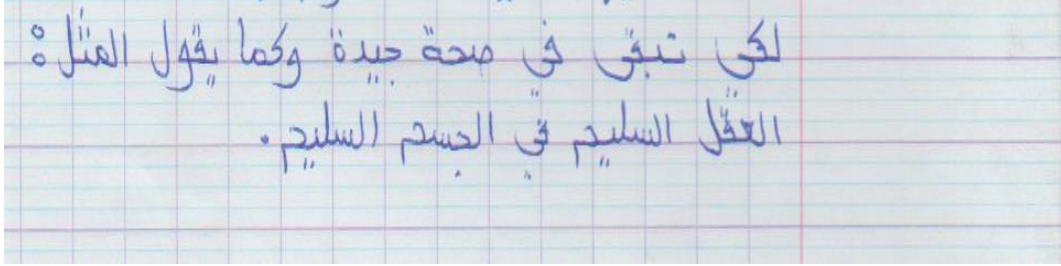 لكي تبقى في صحة جيدة وكما يقول المثل:
العقل السليم في الجسم السليم.